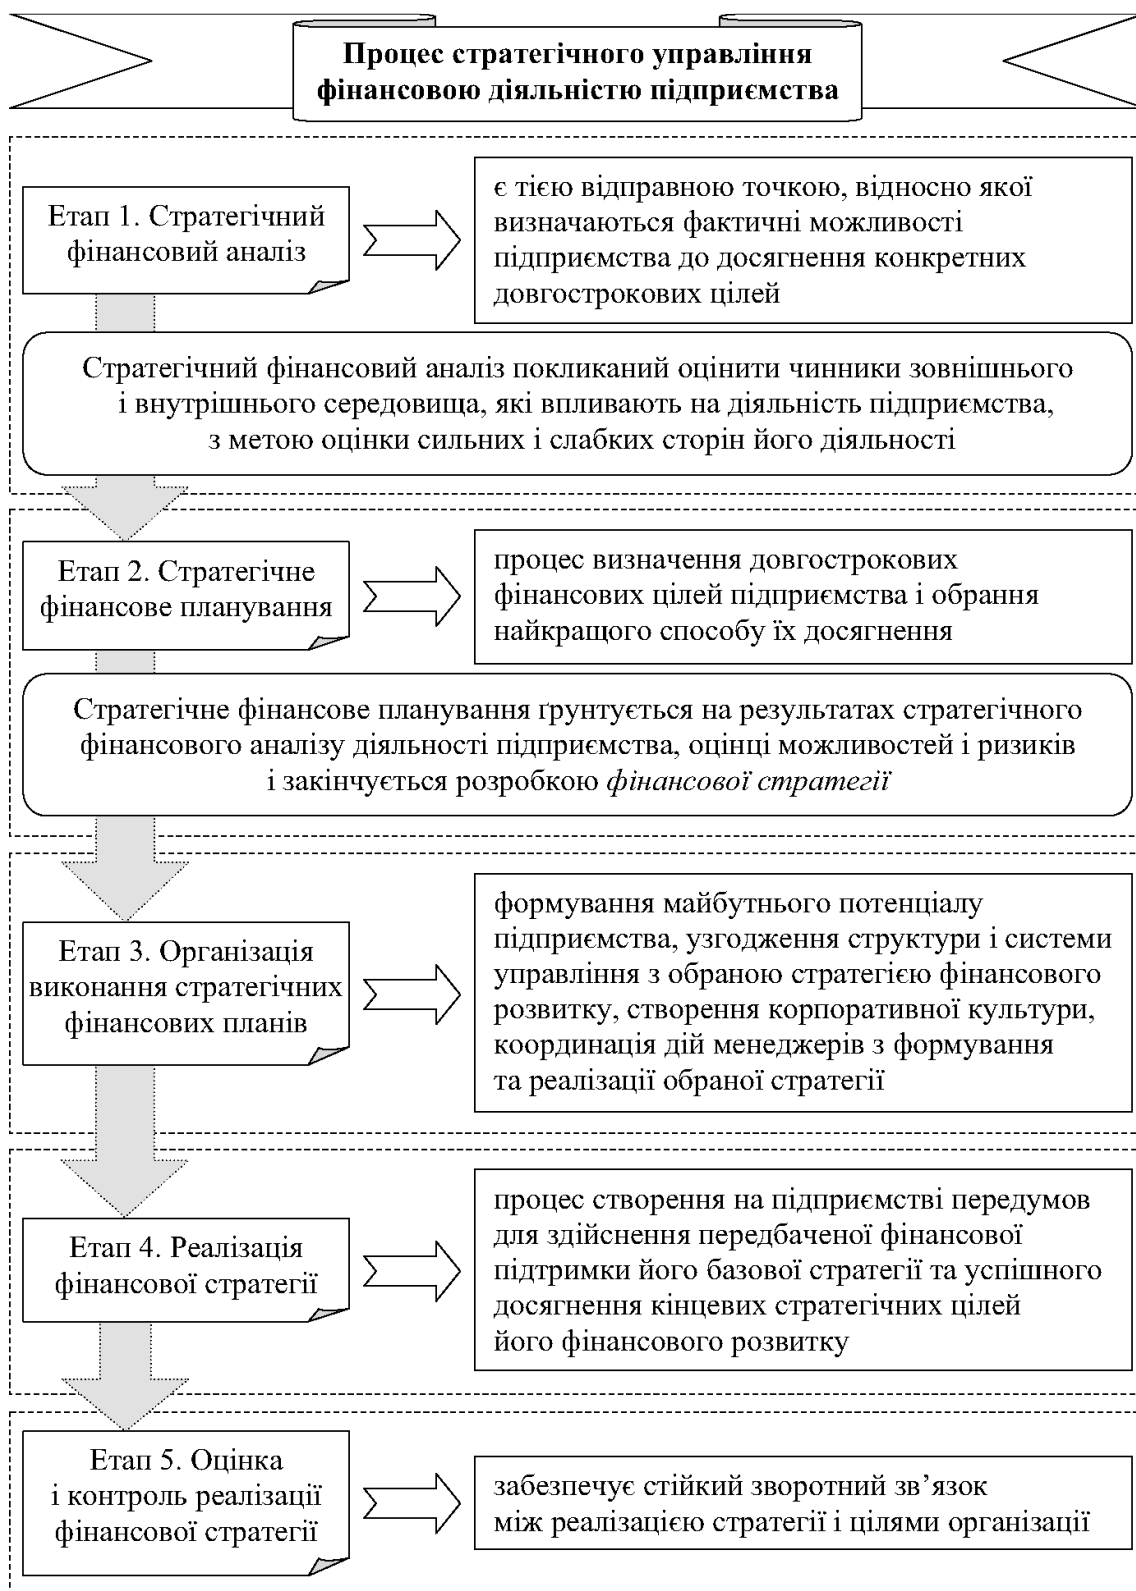 Процес стратегічного управління
фінансовою діяльністю підприємства
Етап 1. Стратегічний
фінансовий аналіз
є тією відправною точкою, відносно якої
визначаються фактичні можливості
підприємства до досягнення конкретних
довгострокових цілей
Стратегічний фінансовий аналіз покликаний оцінити чинники зовнішнього
і внутрішнього середовища, які впливають на діяльність підприємства,
з метою оцінки сильних і слабких сторін його діяльності
Етап 2. Стратегічне
фінансове планування
процес визначення довгострокових
фінансових цілей підприємства і обрання
найкращого способу їх досягнення
Стратегічне фінансове планування ґрунтується на результатах стратегічного
фінансового аналізу діяльності підприємства, оцінці можливостей і ризиків
і закінчується розробкою фінансової стратегії
Етап 3. Організація
виконання стратегічних
фінансових планів
формування майбутнього потенціалу
підприємства, узгодження структури і системи
управління з обраною стратегією фінансового
розвитку, створення корпоративної культури,
координація дій менеджерів з формування
та реалізації обраної стратегії
Етап 4. Реалізація
фінансової стратегії
процес створення на підприємстві передумов
для здійснення передбаченої фінансової
підтримки його базової стратегії та успішного
досягнення кінцевих стратегічних цілей
його фінансового розвитку
Етап 5. Оцінка
і контроль реалізації
фінансової стратегії
забезпечує стійкий зворотний зв’язок
між реалізацією стратегії і цілями організації